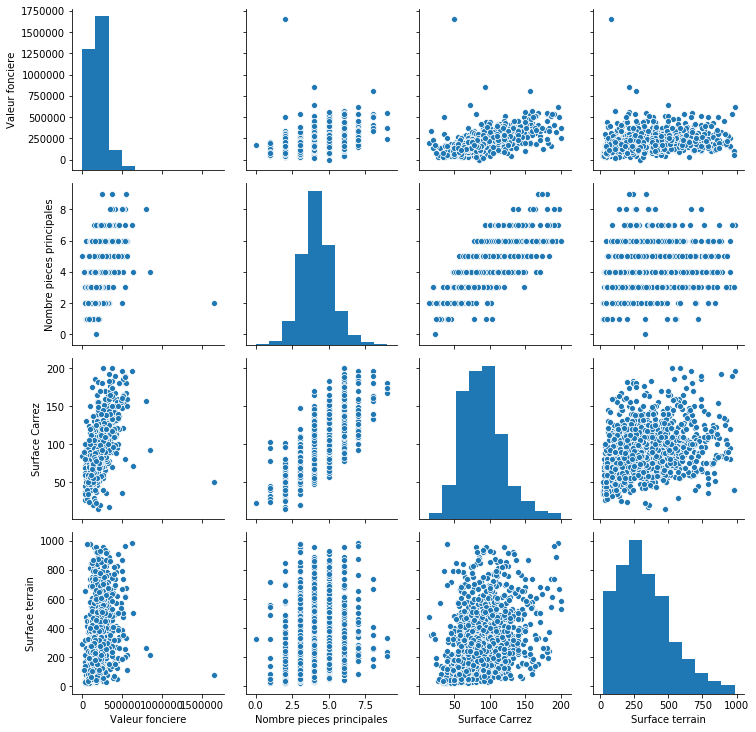 Valeur fonciere
1750000
1500000
1250000
1000000
750000
500000
250000
0
Nombre pieces principales
8
6
4
2
0
Surface Carrez
200
150
100
50
Surface terrain
1000
800
600
400
200
0
0 500000 1000000 1500000
Valeur fonciere
0.0 2.5 5.0 7.5
Nombre pieces principales
50 100 150 200
Surface Carrez
0 250 500 750 1000
Surface terrain